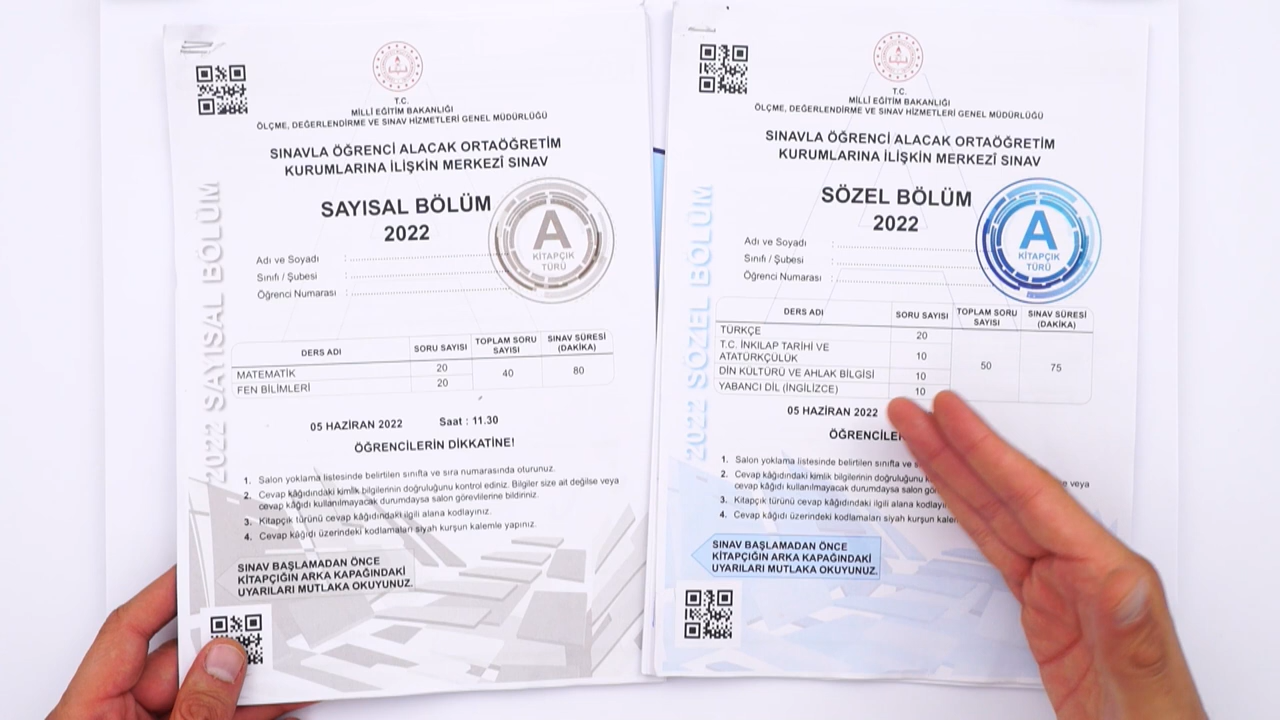 T.C.
MİLLÎ EĞİTİM BAKANLIĞI
ÖLÇME, DEĞERLENDİRME VE SINAV HİZMETLERİ GENEL MÜDÜRLÜĞÜ
SINAVLA ÖĞRENCİ ALACAK ORTAÖĞRETİM
KURUMLARINA İLİŞKİN MERKEZÎ SINAV
SAYISAL BÖLÜM
2022
A
KİTAPÇIK
TÜRÜ
Adı ve Soyadı :
Sınıfı / Şubesi :
Öğrenci Numarası :
2022 SAYISAL BÖLÜM
DERS ADI SORU SAYISI TOPLAM SORU SAYISI SINAV SÜRESİ (DAKİKA)
MATEMATİK 20 40 80
FEN BİLİMLERİ 20
05 HAZİRAN 2022 Saat : 11.30
ÖĞRENCİLERİN DİKKATİNE!
1. Salon yoklama listesinde belirtilen sınıfta ve sıra numarasında oturunuz.
2. Cevap kâğıdındaki kimlik bilgilerinin doğruluğunu kontrol ediniz. Bilgiler size ait değilse veya
cevap kâğıdı kullanılmayacak durumdaysa salon görevlilerine bildiriniz.
3. Kitapçık türünü cevap kâğıdındaki ilgili alana kodlayınız.
4. Cevap kâğıdı üzerindeki kodlamaları siyah kurşun kalemle yapınız.
SINAV BAŞLAMADAN ÖNCE
KİTAPÇIĞIN ARKA KAPAĞINDAKİ
UYARILARI MUTLAKA OKUYUNUZ.
T.C.
MİLLÎ EĞİTİM BAKANLIĞI
ÖLÇME, DEĞERLENDİRME VE SINAV HİZMETLERİ GENEL MÜDÜRLÜĞÜ
SINAVLA ÖĞRENCİ ALACAK ORTAÖĞRETİM
KURUMLARINA İLİŞKİN MERKEZÎ SINAV
SÖZEL BÖLÜM
2022
A
KİTAPÇIK
TÜRÜ
Adı ve Soyadı :
Sınıfı / Şubesi :
Öğrenci Numarası :
2022 SÖZEL BÖLÜM
DERS ADI SORU SAYISI TOPLAM SORU SAYISI SINAV SÜRESİ (DAKİKA)
TÜRKÇE 20 50 75
T.C. İNKILAP TARİHİ VE
ATATÜRKÇÜLÜK 10
DİN KÜLTÜRÜ VE AHLAK BİLGİSİ 10
YABANCI DİL (İNGİLİZCE) 10
05 HAZİRAN 2022
1. Salon yoklama listesinde belirtilen sınıfta ve
2. Cevap kâğıdındaki kimlik bilgilerinin doğruluğunu veya
cevap kâğıdı kullanılmayacak durumdaysa salon
3. Kitapçık türünü cevap kâğıdındaki ilgili alana
4. Cevap kâğıdı üzerindeki kodlamaları siyah kurşun
SINAV BAŞLAMADAN ÖNCE
KİTAPÇIĞIN ARKA KAPAĞINDAKİ
UYARILARI MUTLAKA OKUYUNUZ.